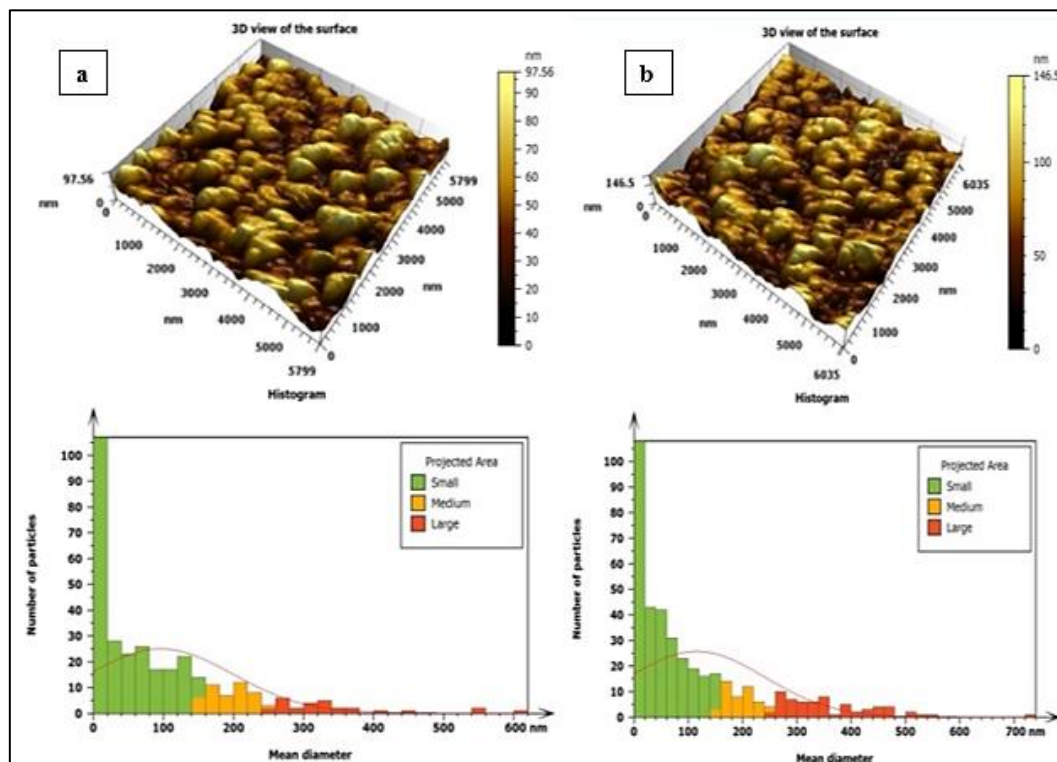 3D view of the surface
a
nm
97.56
90
80
70
60
50
40
30
20
10
0
97.56
nm
0
0
1000
2000
3000
nm
4000
5000
5799
0
1000
2000
nm
3000
4000
5000
5799
3D view of the surface
b
nm
146.5
100
50
0
146.5
nm
0
0
1000
2000
3000
nm
4000
5000
6035
0
1000
2000
nm
3000
4000
5000
6035
Histogram
Number of particles
100
90
80
70
60
50
40
30
20
10
0
Projected Area
Small
Medium
Large
0 100 200 300 400 500 600 nm
Mean diameter
Histogram
Number of particles
100
90
80
70
60
50
40
30
20
10
0
Projected Area
Small
Medium
Large
0 100 200 300 400 500 600 700 nm
Mean diameter